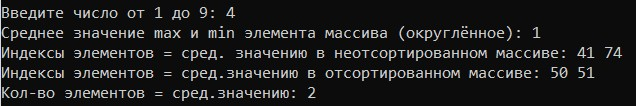 Введите число от 1 до 9: 4
Среднее значение max и min элемента массива (округлённое): 1
Индексы элементов = сред. значению в неотсортированном массиве: 41 74
Индексы элементов = сред.значению в отсортированном массиве: 50 51
Кол-во элементов = сред.значению: 2